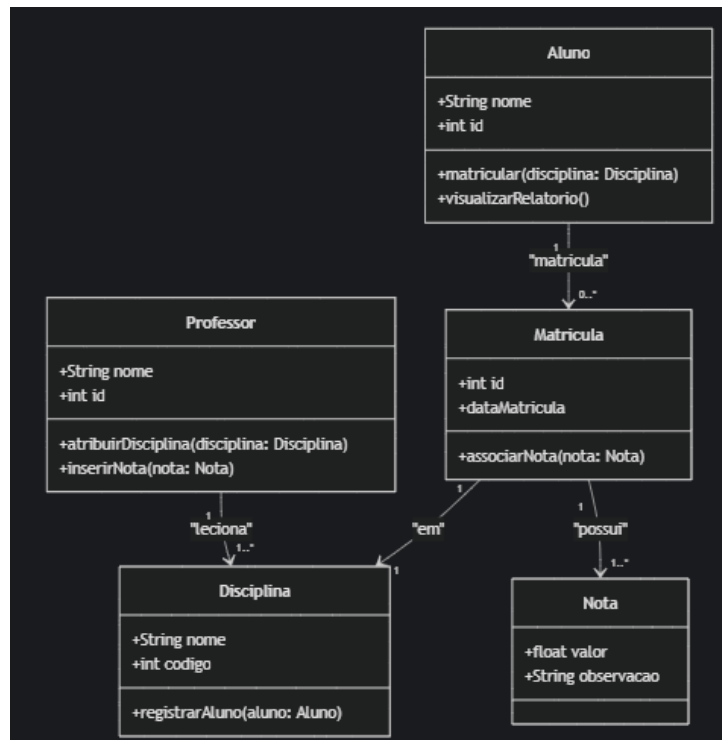 Aluno
+String nome
+int id
+matricular(disciplina: Disciplina)
+visualizarRelatorio()
1
"matricula"
0..*
Professor
+String nome
+int id
+atribuirDisciplina(disciplina: Disciplina)
+inserirNota(nota: Nota)
Matricula
+int id
+dataMatricula
+associarNota(nota: Nota)
1
"leciona"
1..*
1
"em"
1
1
"possui"
1..*
Disciplina
+String nome
+int codigo
+registrarAluno(aluno: Aluno)
Nota
+float valor
+String observacao